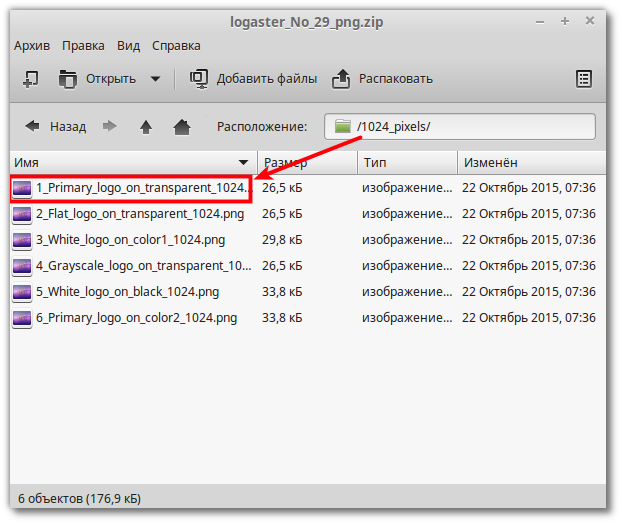 logaster_No_29_png.zip
Архив Правка Вид Справка
Открыть Добавить файлы Распаковать
Назад Расположение: /1024_pixels/
Имя Размер Тип Изменён
1_Primary_logo_on_transparent_1024... 26,5 кБ изображение... 22 Октябрь 2015, 07:36
2_Flat_logo_on_transparent_1024.png 26,5 кБ изображение... 22 Октябрь 2015, 07:36
3_White_logo_on_color1_1024.png 29,8 кБ изображение... 22 Октябрь 2015, 07:36
4_Grayscale_logo_on_transparent_10... 26,5 кБ изображение... 22 Октябрь 2015, 07:36
5_White_logo_on_black_1024.png 33,8 кБ изображение... 22 Октябрь 2015, 07:36
6_Primary_logo_on_color2_1024.png 33,8 кБ изображение... 22 Октябрь 2015, 07:36
6 объектов (176,9 кБ)